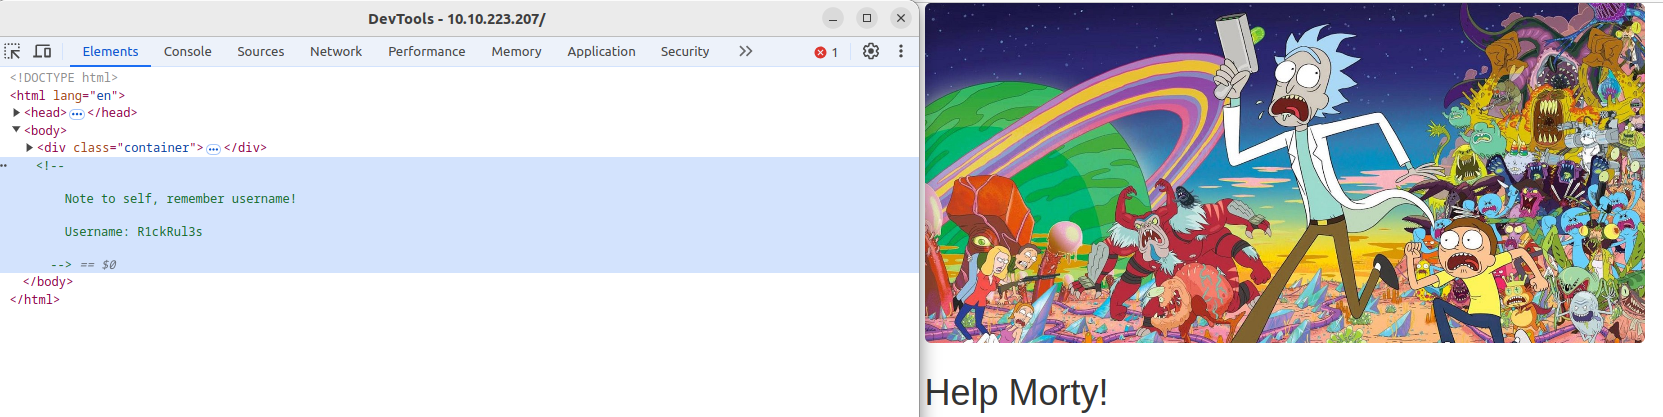 DevTools - 10.10.223.207/
Elements Console Sources Network Performance Memory Application Security 1
<!DOCTYPE html>
<html lang="en">
<head> </head>
<body>
<div class="container"> </div>
<!--
Note to self, remember username!
Username: R1ckRul3s
--> == $0
</body>
</html>
Help Morty!